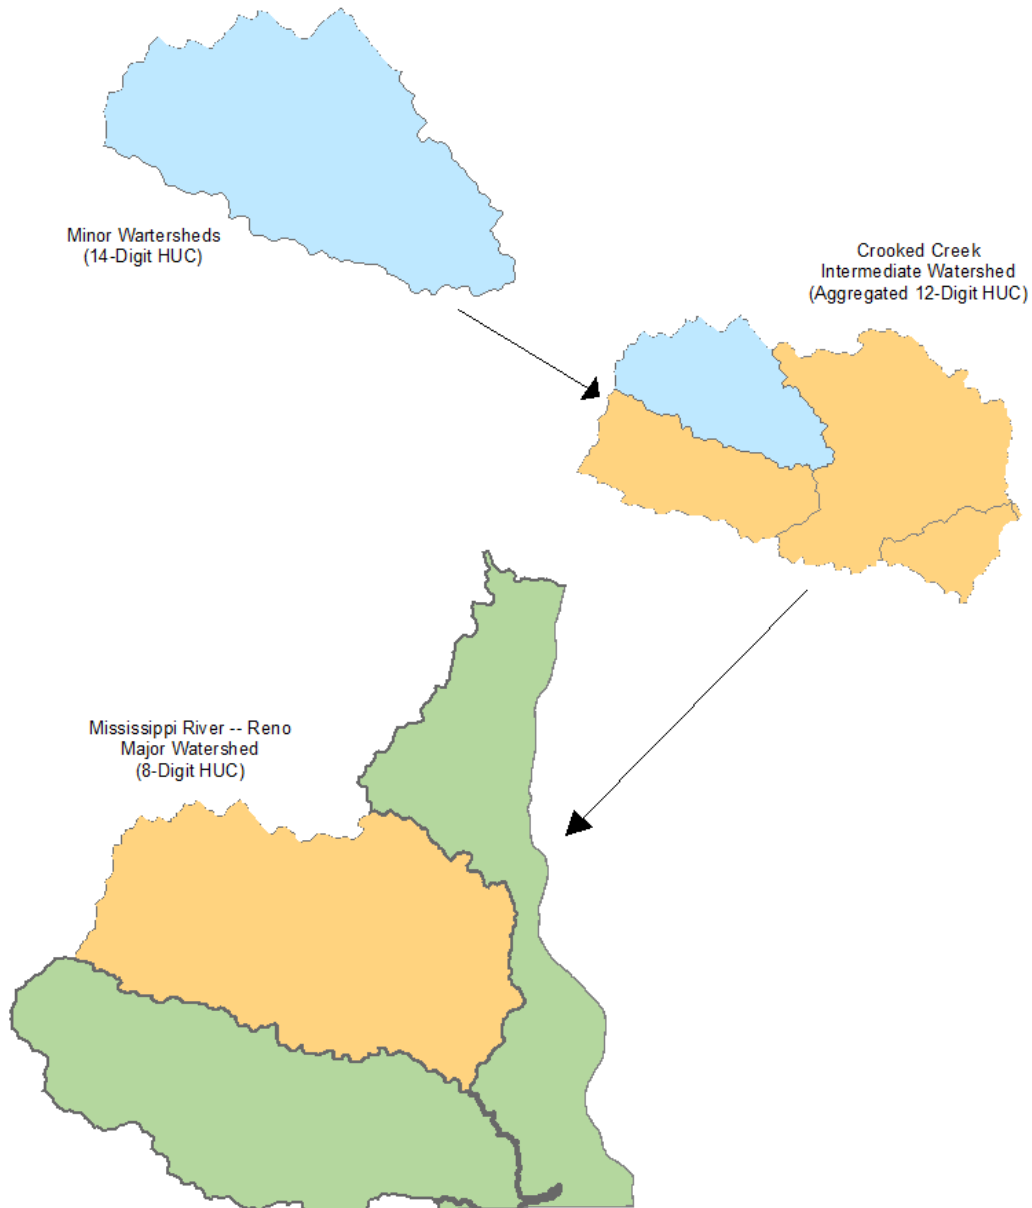 Minor Wartersheds
(14-Digit HUC)
Crooked Creek
Intermediate Watershed
(Aggregated 12-Digit HUC)
Mississippi River -- Reno
Major Watershed
(8-Digit HUC)